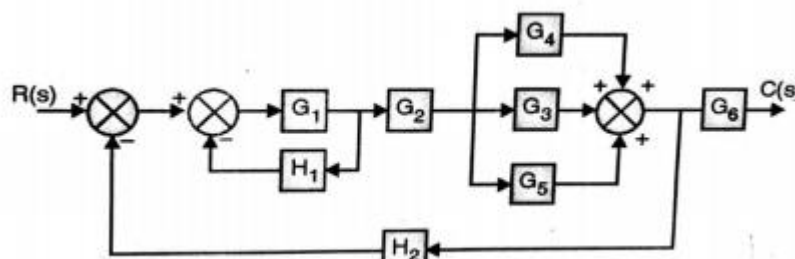 G4
R(s) + + G1 G2 G3 + + G6 C(s
− − +
H1 G5
H2